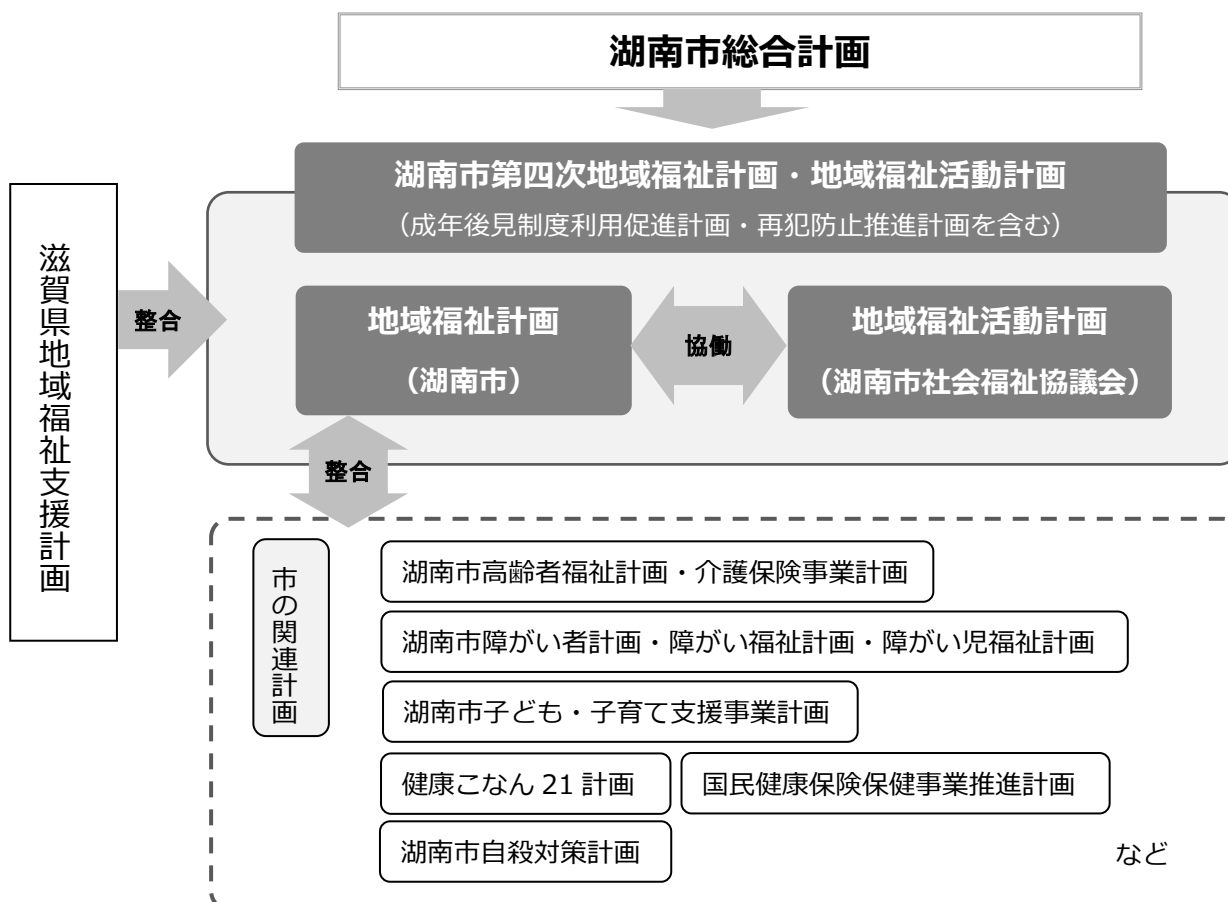 湖南市総合計画
湖南市第四次地域福祉計画・地域福祉活動計画
（成年後見制度利用促進計画・再犯防止推進計画を含む）
滋賀県地域福祉支援計画
整合
地域福祉計画
（湖南市）
協働
地域福祉活動計画
（湖南市社会福祉協議会）
整合
市の関連計画
湖南市高齢者福祉計画・介護保険事業計画
湖南市障がい者計画・障がい福祉計画・障がい児福祉計画
湖南市子ども・子育て支援事業計画
健康こなん 21 計画
国民健康保険保健事業推進計画
湖南市自殺対策計画
など